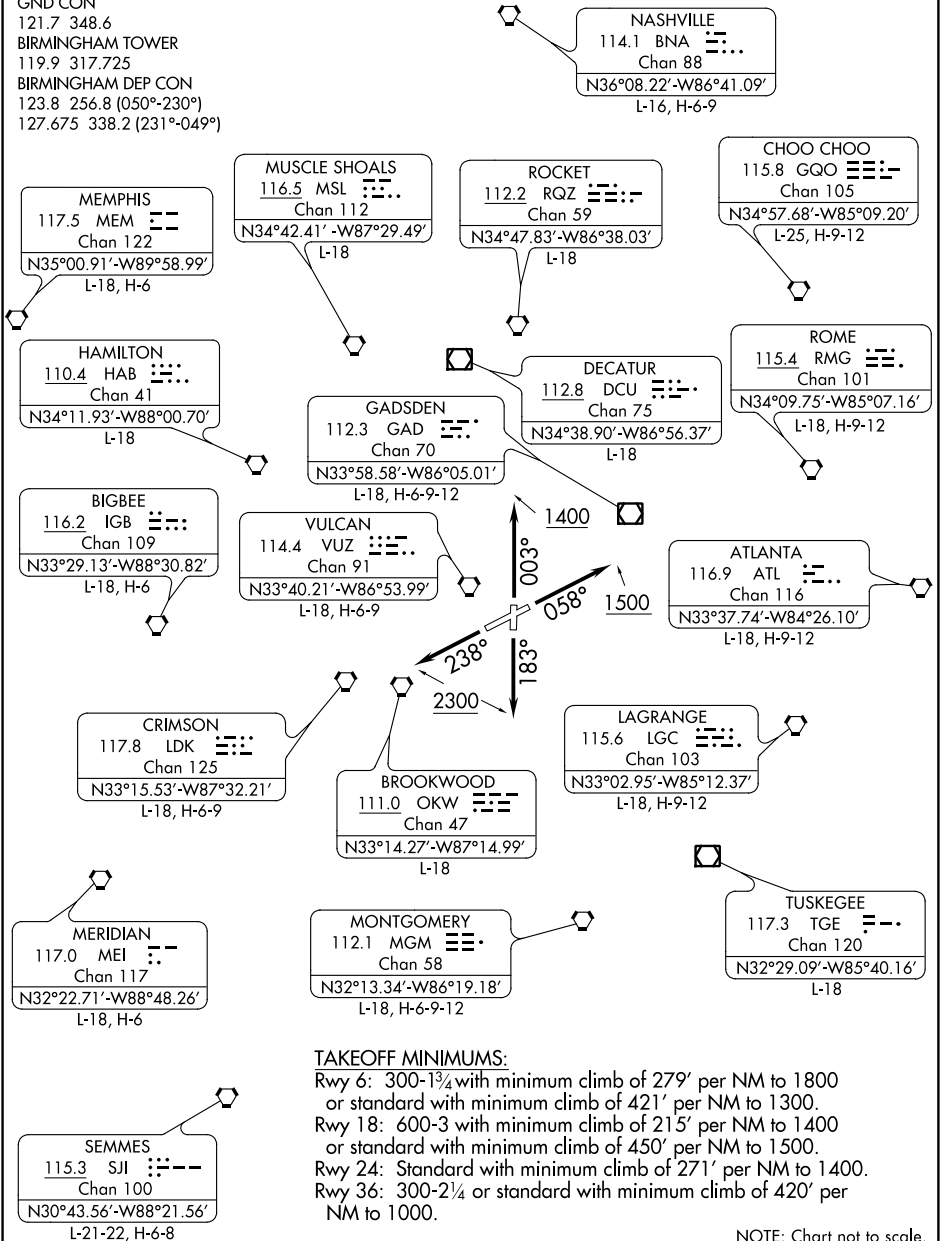 GND CON
121.7 348.6
BIRMINGHAM TOWER
119.9 317.725
BIRMINGHAM DEP CON
123.8 256.8 (050°-230°)
127.675 338.2 (231°-049°)
NASHVILLE
114.1 BNA
Chan 88
N36°08.22′-W86°41.09′
L-16, H-6-9
MEMPHIS
117.5 MEM
Chan 122
N35°00.91′-W89°58.99′
L-18, H-6
MUSCLE SHOALS
116.5 MSL
Chan 112
N34°42.41′ -W87°29.49′
L-18
ROCKET
112.2 RQZ
Chan 59
N34°47.83′-W86°38.03′
L-18
CHOO CHOO
115.8 GQO
Chan 105
N34°57.68′-W85°09.20′
L-25, H-9-12
HAMILTON
110.4 HAB
Chan 41
N34°11.93′-W88°00.70′
L-18
GADSDEN
112.3 GAD
Chan 70
N33°58.58′-W86°05.01′
L-18, H-6-9-12
DECATUR
112.8 DCU
Chan 75
N34°38.90′-W86°56.37′
L-18
ROME
115.4 RMG
Chan 101
N34°09.75′-W85°07.16′
L-18, H-9-12
BIGBEE
116.2 IGB
Chan 109
N33°29.13′-W88°30.82′
L-18, H-6
VULCAN
114.4 VUZ
Chan 91
N33°40.21′-W86°53.99′
L-18, H-6-9
1400
003°
058°
1500
238°
183°
2300
ATLANTA
116.9 ATL
Chan 116
N33°37.74′-W84°26.10′
L-18, H-9-12
CRIMSON
117.8 LDK
Chan 125
N33°15.53′-W87°32.21′
L-18, H-6-9
BROOKWOOD
111.0 OKW
Chan 47
N33°14.27′-W87°14.99′
L-18
LAGRANGE
115.6 LGC
Chan 103
N33°02.95′-W85°12.37′
L-18, H-9-12
MERIDIAN
117.0 MEI
Chan 117
N32°22.71′-W88°48.26′
L-18, H-6
MONTGOMERY
112.1 MGM
Chan 58
N32°13.34′-W86°19.18′
L-18, H-6-9-12
TUSKEGEE
117.3 TGE
Chan 120
N32°29.09′-W85°40.16′
L-18
SEMMES
115.3 SJI
Chan 100
N30°43.56′-W88°21.56′
L-21-22, H-6-8
TAKEOFF MINIMUMS:
Rwy 6: 300-1¾ with minimum climb of 279′ per NM to 1800
or standard with minimum climb of 421′ per NM to 1300.
Rwy 18: 600-3 with minimum climb of 215′ per NM to 1400
or standard with minimum climb of 450′ per NM to 1500.
Rwy 24: Standard with minimum climb of 271′ per NM to 1400.
Rwy 36: 300-2¼ or standard with minimum climb of 420′ per
NM to 1000.
NOTE: Chart not to scale.